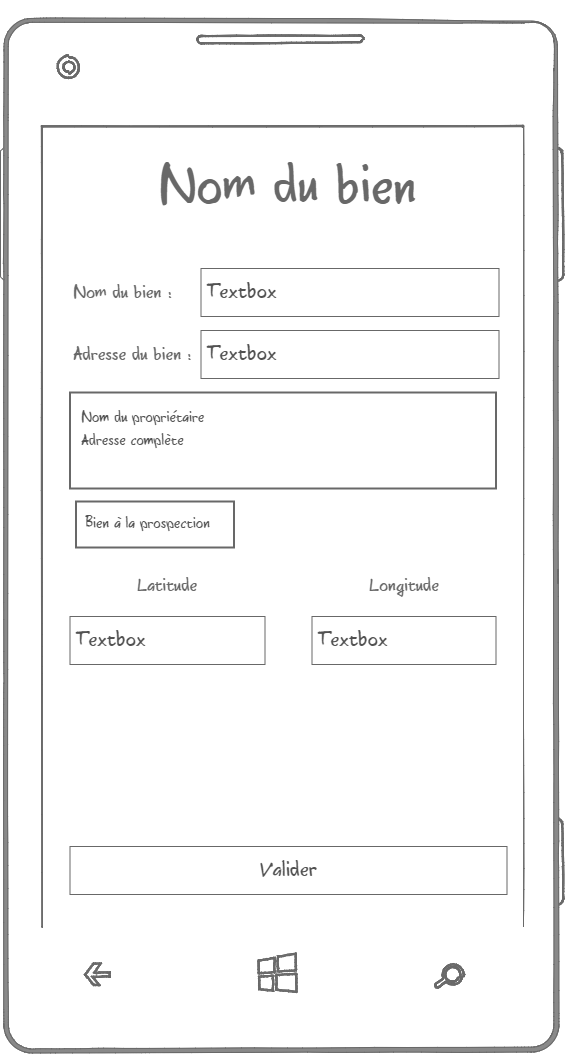 Nom du bien
Nom du bien : Textbox
Adresse du bien : Textbox
Nom du propriétaire
Adresse complète
Bien à la prospection
Latitude Longitude
Textbox Textbox
Valider